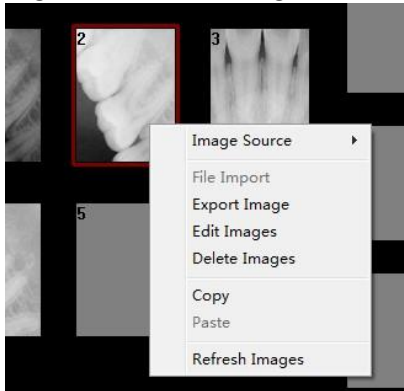 2
3
Image Source
File Import
Export Image
Edit Images
Delete Images
5
Copy
Paste
Refresh Images